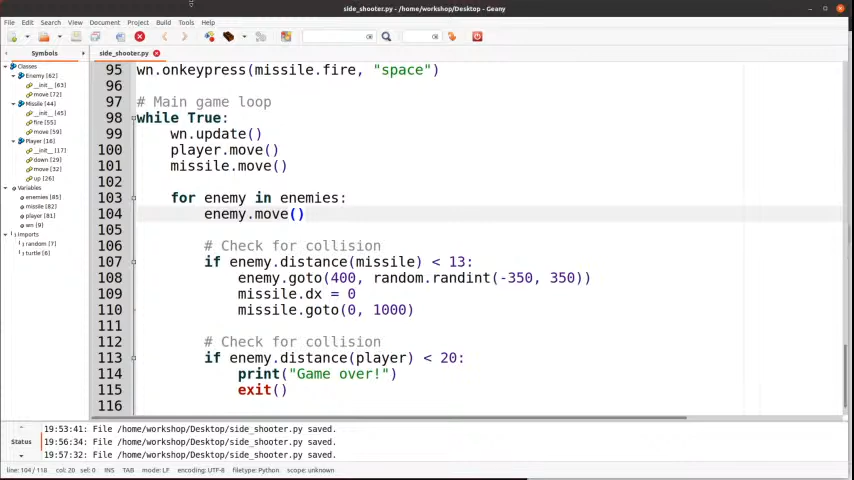 side_shooter.py - /home/workshop/Desktop - Geany
File Edit Search View Document Project Build Tools Help
Symbols
side_shooter.py
Classes
Enemy [62]
__init__ [63]
move [72]
Missile [44]
__init__ [45]
fire [55]
move [59]
Player [16]
__init__ [17]
down [29]
move [32]
up [26]
Variables
enemies [85]
missile [82]
player [81]
wn [9]
Imports
random [7]
turtle [6]
95 wn.onkeypress(missile.fire, "space")
96
97 # Main game loop
98 while True:
99 wn.update()
100 player.move()
101 missile.move()
102
103 for enemy in enemies:
104 enemy.move()
105
106 # Check for collision
107 if enemy.distance(missile) < 13:
108 enemy.goto(400, random.randint(-350, 350))
109 missile.dx = 0
110 missile.goto(0, 1000)
111
112 # Check for collision
113 if enemy.distance(player) < 20:
114 print("Game over!")
115 exit()
116
Status
19:53:41: File /home/workshop/Desktop/side_shooter.py saved.
19:56:34: File /home/workshop/Desktop/side_shooter.py saved.
19:57:32: File /home/workshop/Desktop/side_shooter.py saved.
line: 104 / 118 col: 20 sel: 0 INS TAB mode: LF encoding: UTF-8 filetype: Python scope: unknown